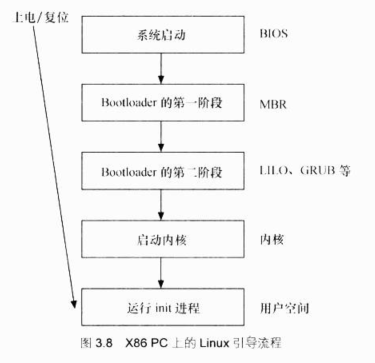 上电/复位
系统启动 BIOS
Bootloader 的第一阶段 MBR
Bootloader 的第二阶段 LILO、GRUB 等
启动内核 内核
运行 init 进程 用户空间
图 3.8 X86 PC 上的 Linux 引导流程